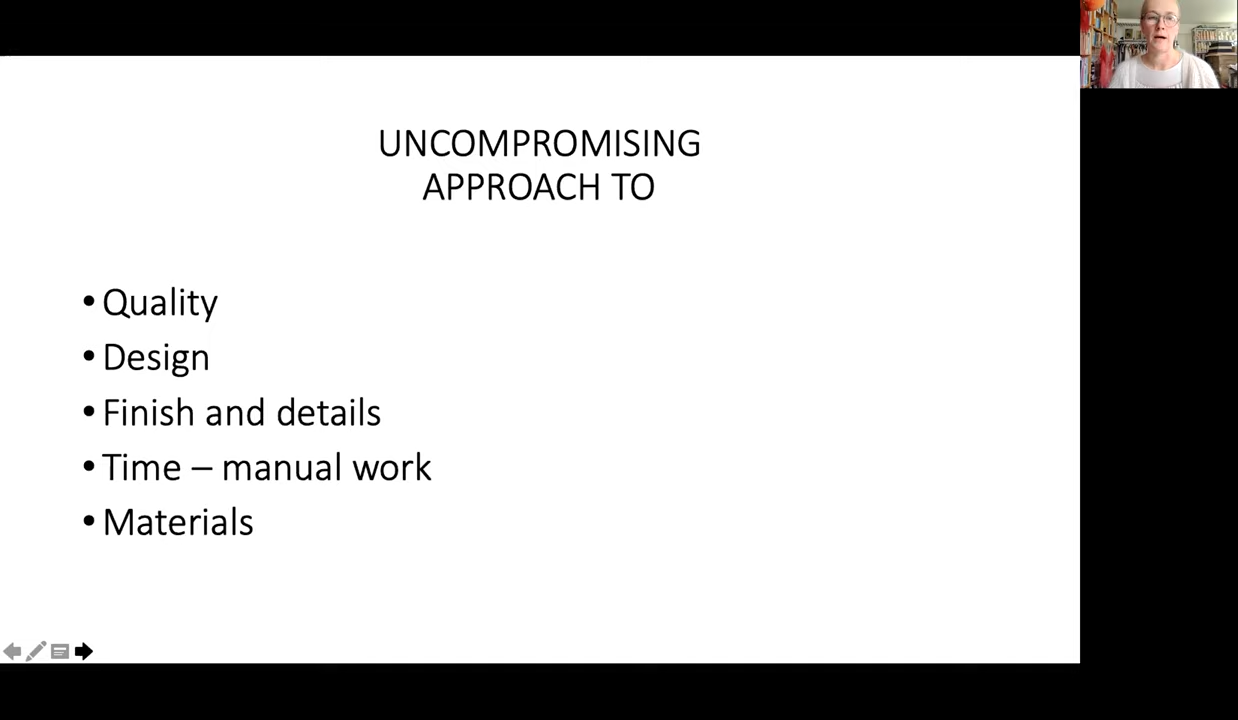 UNCOMPROMISING
APPROACH TO
• Quality
• Design
• Finish and details
• Time – manual work
• Materials